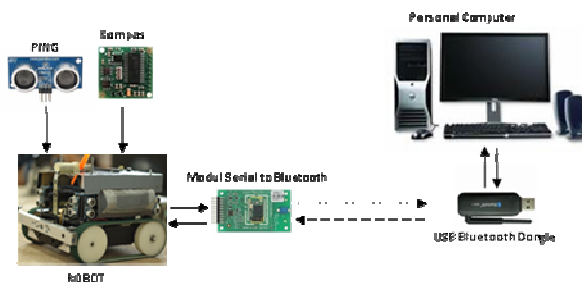 Personal Computer
PING
Kompas
Modul Serial to Bluetooth
USB Bluetooth Dongle
ROBOT